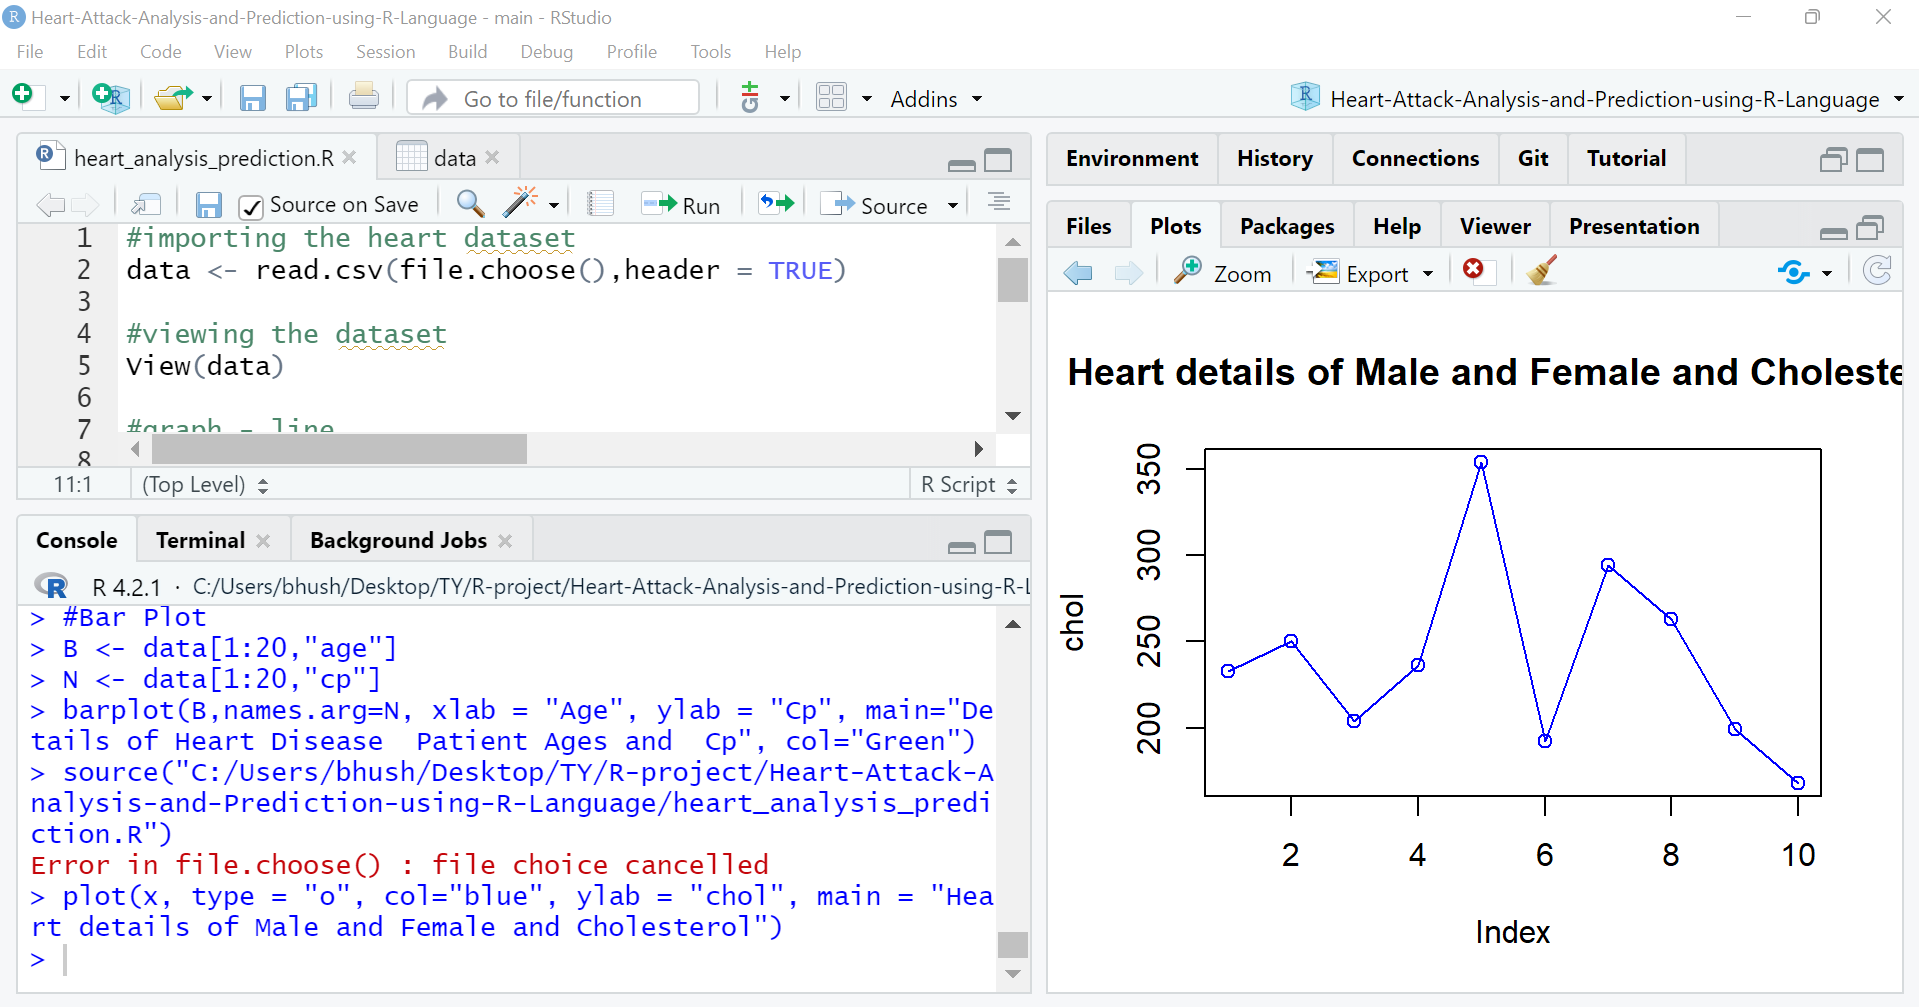 Heart-Attack-Analysis-and-Prediction-using-R-Language - main - RStudio
File Edit Code View Plots Session Build Debug Profile Tools Help
Go to file/function Addins Heart-Attack-Analysis-and-Prediction-using-R-Language
heart_analysis_prediction.R data
Source on Save Run Source
1 #importing the heart dataset
2 data <- read.csv(file.choose(),header = TRUE)
3
4 #viewing the dataset
5 View(data)
6
7 #graph - line
8
11:1 (Top Level) R Script
Console Terminal Background Jobs
R 4.2.1 · C:/Users/bhush/Desktop/TY/R-project/Heart-Attack-Analysis-and-Prediction-using-R-L
> #Bar Plot
> B <- data[1:20,"age"]
> N <- data[1:20,"cp"]
> barplot(B,names.arg=N, xlab = "Age", ylab = "Cp", main="De
tails of Heart Disease  Patient Ages and  Cp", col="Green")
> source("C:/Users/bhush/Desktop/TY/R-project/Heart-Attack-A
nalysis-and-Prediction-using-R-Language/heart_analysis_predi
ction.R")
Error in file.choose() : file choice cancelled
> plot(x, type = "o", col="blue", ylab = "chol", main = "Hea
rt details of Male and Female and Cholesterol")
>
Environment History Connections Git Tutorial
Files Plots Packages Help Viewer Presentation
Zoom Export
Heart details of Male and Female and Choleste
350
300
250
200
chol
2 4 6 8 10
Index